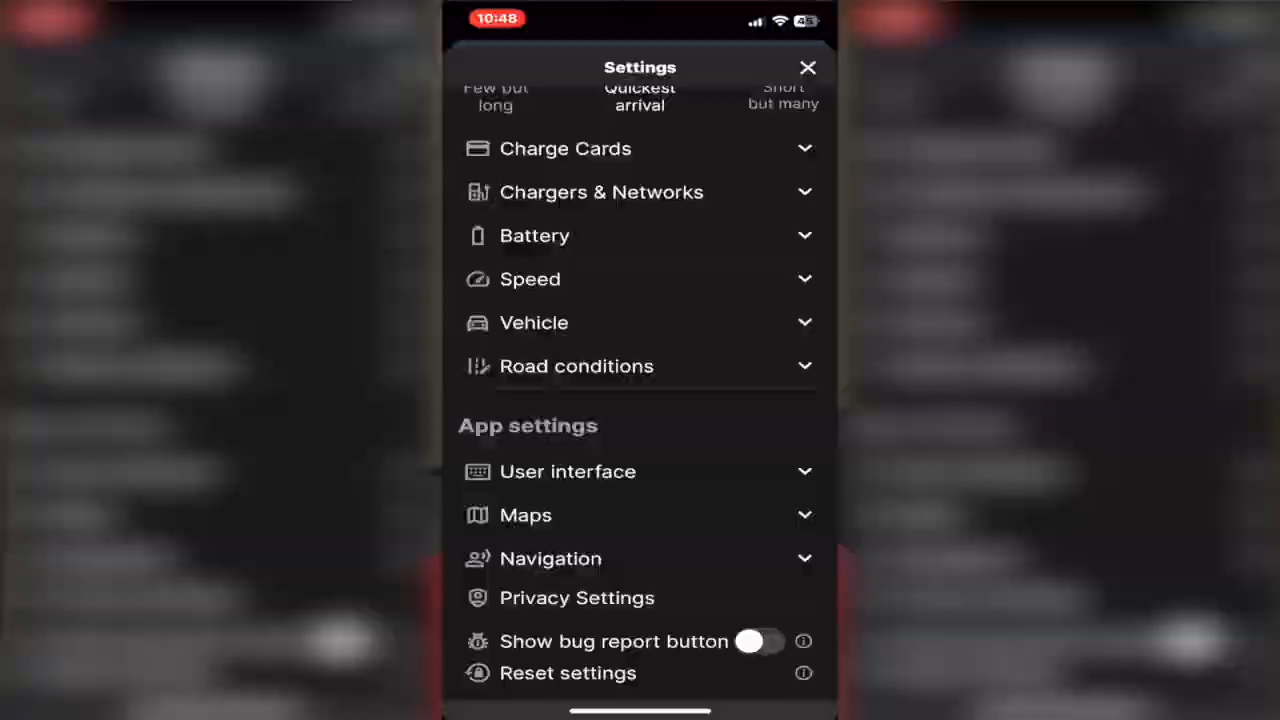 10:48
45
Settings
Few but Quickest Short
long arrival but many
Charge Cards
Chargers & Networks
Battery
Speed
Vehicle
Road conditions
App settings
User interface
Maps
Navigation
Privacy Settings
Show bug report button
Reset settings